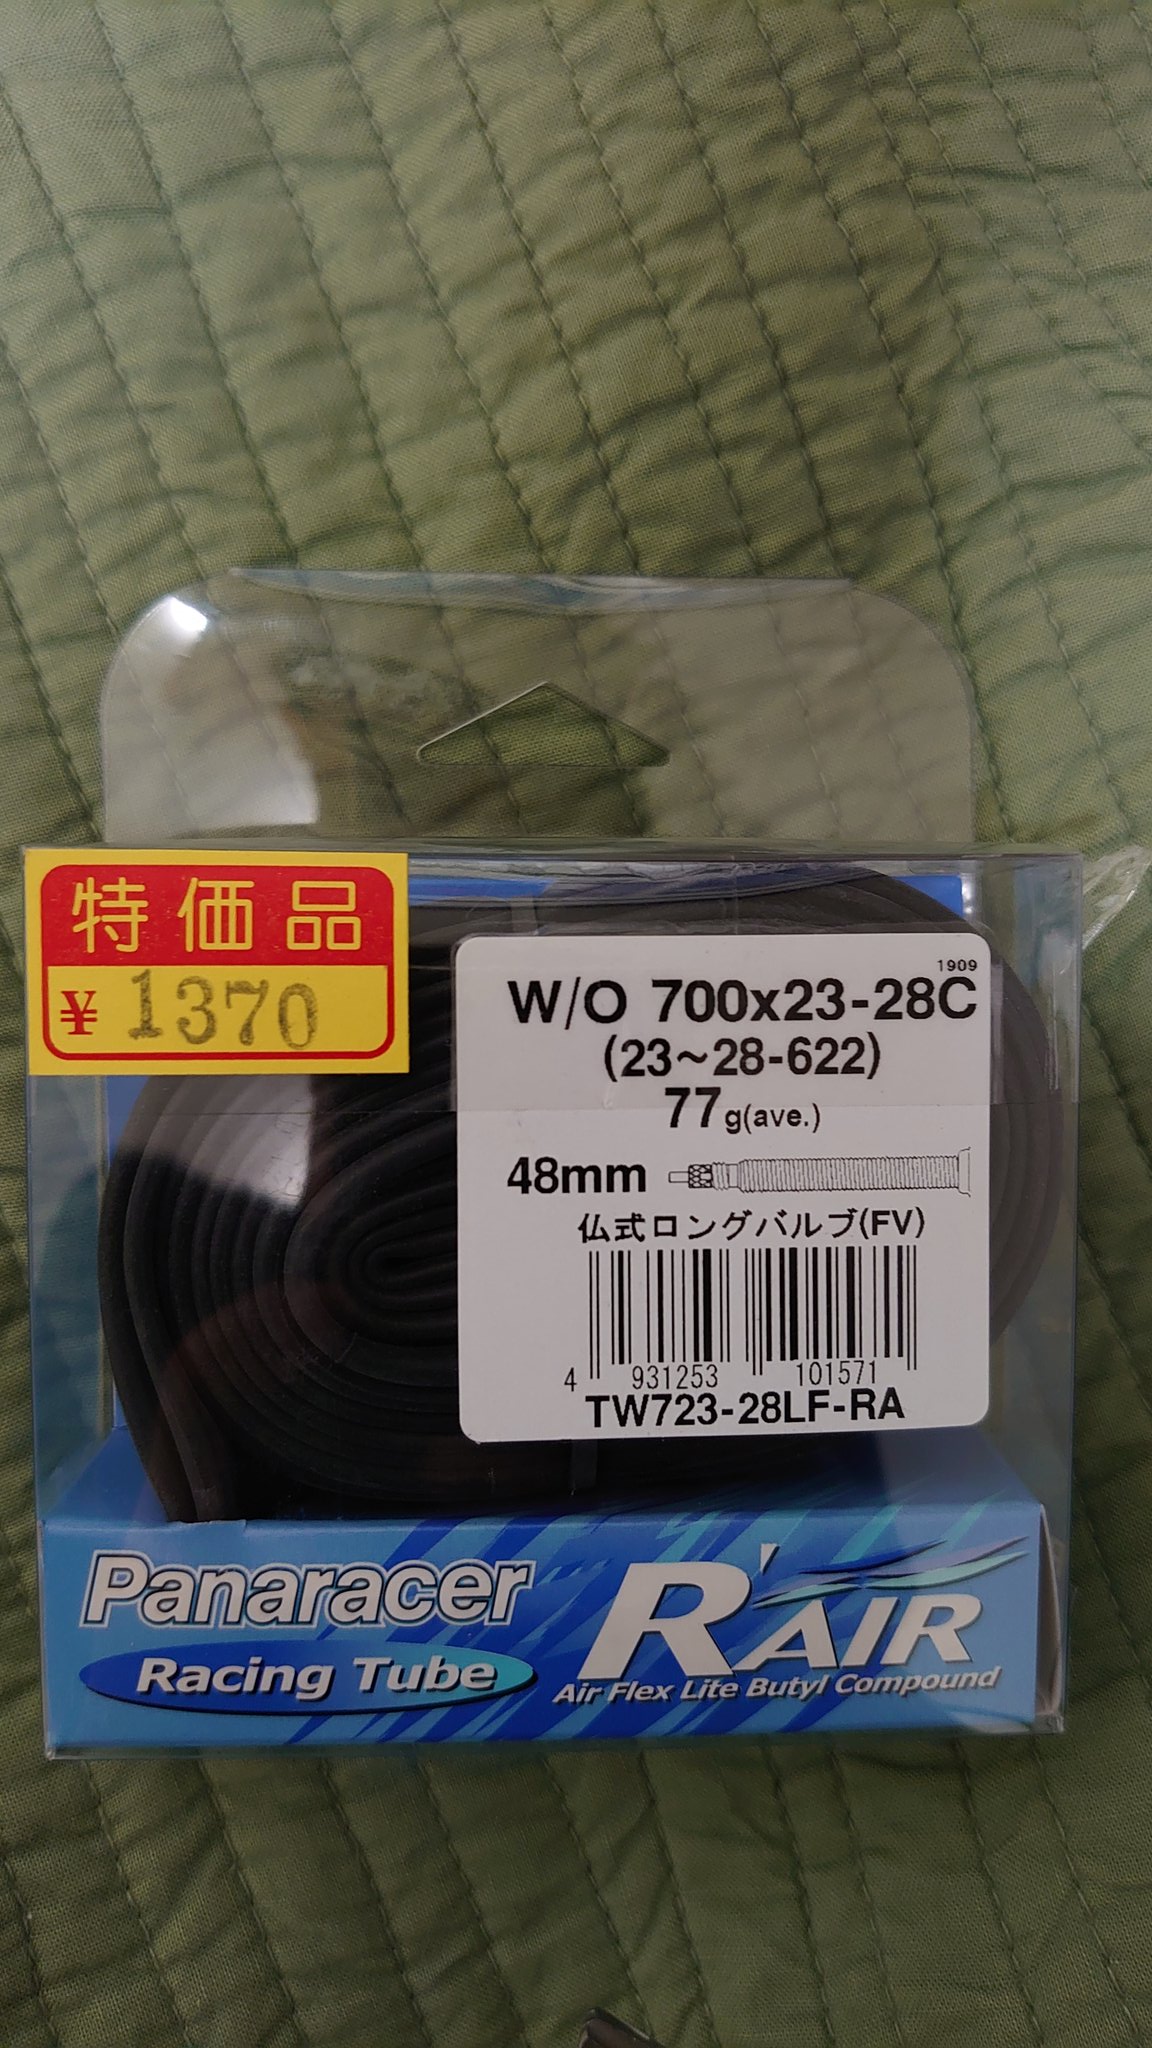 特価品
¥ 1370
1909
W/O 700x23-28C
(23~28-622)
77g(ave.)
48mm
仏式ロングバルブ(FV)
4 931253 101571
TW723-28LF-RA
Panaracer
Racing Tube
R'AIR
Air Flex Lite Butyl Compound